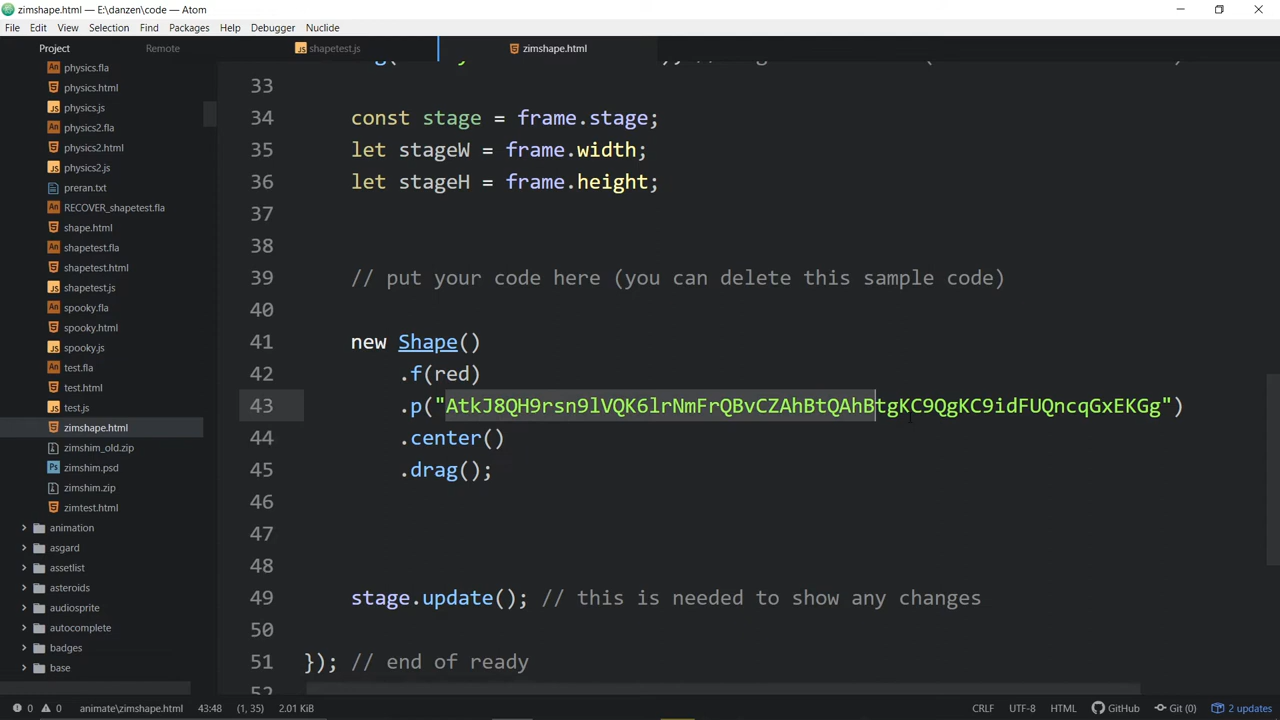 zimshape.html — E:\danzen\code — Atom
File Edit View Selection Find Packages Help Debugger Nuclide
Project Remote shapetest.js zimshape.html
physics.fla
physics.html
physics.js
physics2.fla
physics2.html
physics2.js
preran.txt
RECOVER_shapetest.fla
shape.html
shapetest.fla
shapetest.html
shapetest.js
spooky.fla
spooky.html
spooky.js
test.fla
test.html
test.js
zimshape.html
zimshim_old.zip
zimshim.psd
zimshim.zip
zimtest.html
animation
asgard
assetlist
asteroids
audiosprite
autocomplete
badges
base
33
34 const stage = frame.stage;
35 let stageW = frame.width;
36 let stageH = frame.height;
37
38
39 // put your code here (you can delete this sample code)
40
41 new Shape()
42 .f(red)
43 .p("AtkJ8QH9rsn9lVQK6lrNmFrQBvCZAhBtQAhBtgKC9QgKC9idFUQncqGxEKGg")
44 .center()
45 .drag();
46
47
48
49 stage.update(); // this is needed to show any changes
50
51 }); // end of ready
52
0 0 animate\zimshape.html 43:48 (1, 35) 2.01 KiB CRLF UTF-8 HTML GitHub Git (0) 2 updates